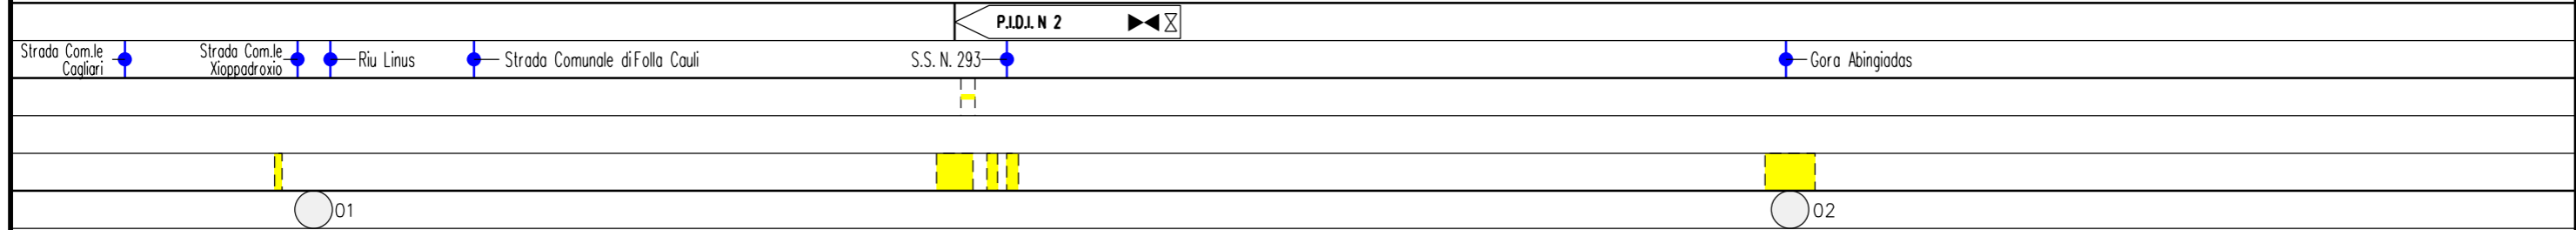 P.I.D.I. N 2
Strada Com.le
Cagliari
Strada Com.le
Xioppadroxio
Riu Linus
Strada Comunale di Folla Cauli
S.S. N. 293
Gora Abingiadas
01
02